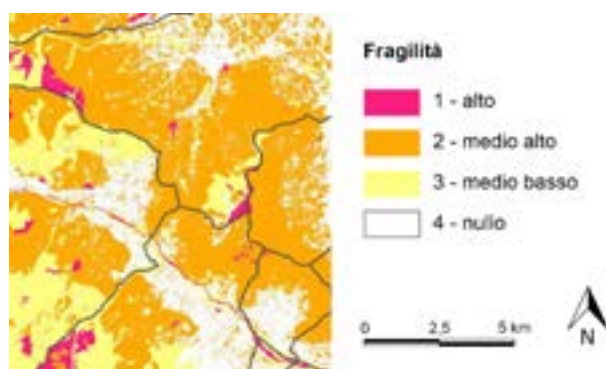 Fragilità
1 - alto
2 - medio alto
3 - medio basso
4 - nullo
0 2,5 5 km
N